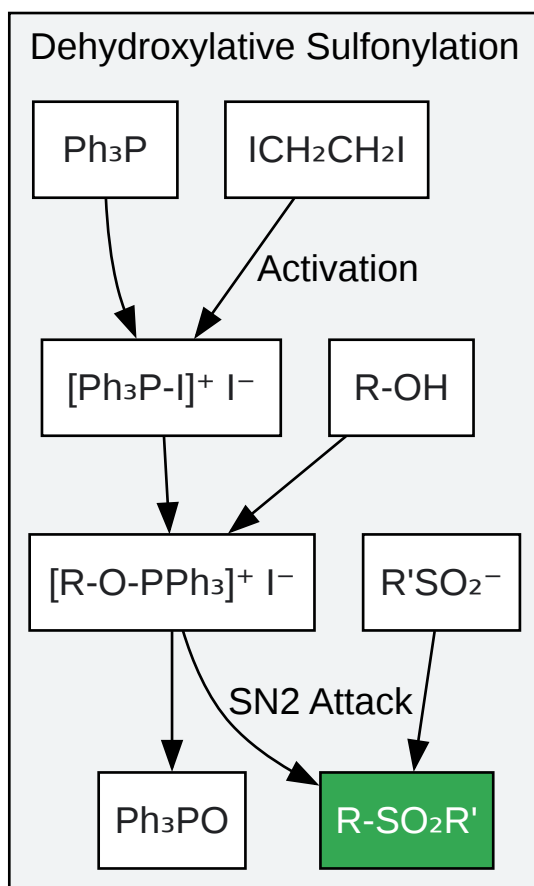 Dehydroxylative Sulfonylation
Ph₃P
ICH₂CH₂I
Activation
[Ph₃P-I]⁺ I⁻
R-OH
[R-O-PPh₃]⁺ I⁻
R'SO₂⁻
SN2 Attack
Ph₃PO
R-SO₂R'